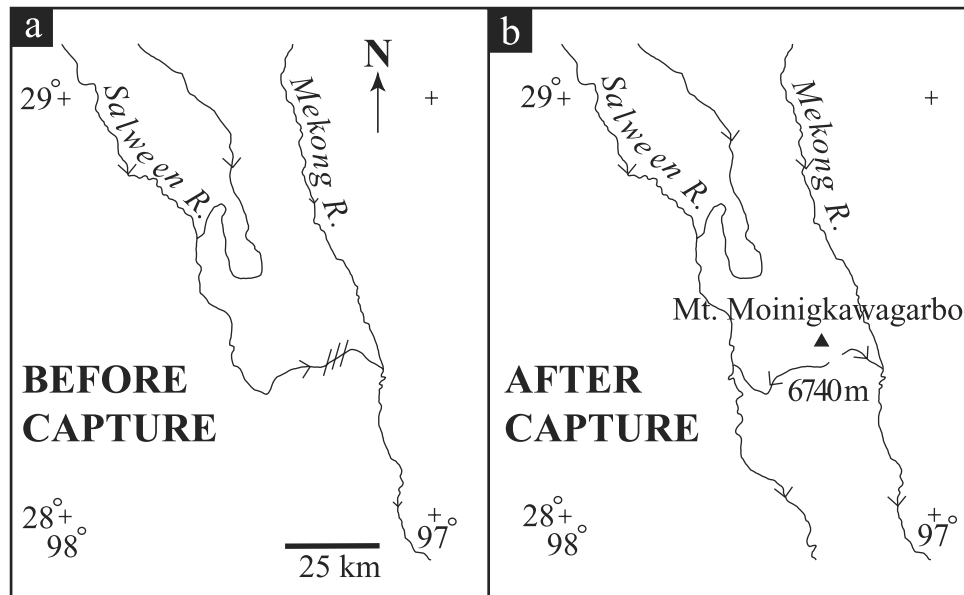 a
N
29°+
+
Salween R.
Mekong R.
BEFORE
CAPTURE
28°+
98°
+
97°
25 km
b
29°+
+
Salween R.
Mekong R.
Mt. Moinigkawagarbo
6740 m
AFTER
CAPTURE
28°+
98°
+
97°